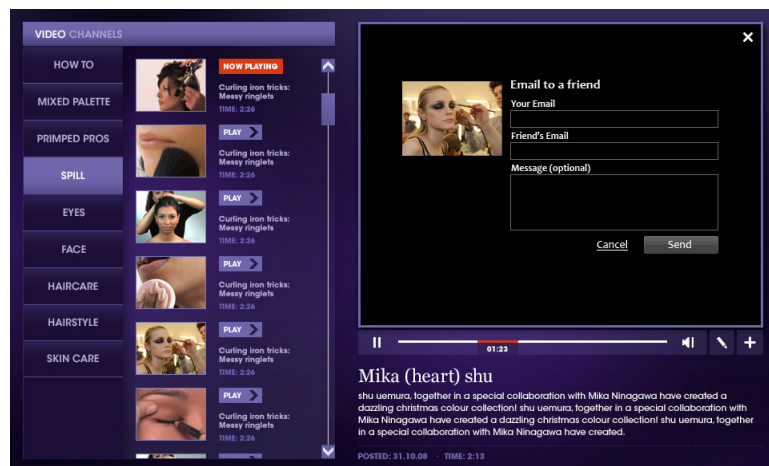 VIDEO CHANNELS
HOW TO
MIXED PALETTE
PRIMPED PROS
SPILL
EYES
FACE
HAIRCARE
HAIRSTYLE
SKIN CARE
NOW PLAYING
Curling iron tricks:
Messy ringlets
TIME: 2:26
PLAY
Curling iron tricks:
Messy ringlets
TIME: 2:26
PLAY
Curling iron tricks:
Messy ringlets
TIME: 2:26
PLAY
Curling iron tricks:
Messy ringlets
TIME: 2:26
PLAY
Curling iron tricks:
Messy ringlets
TIME: 2:26
PLAY
Curling iron tricks:
Messy ringlets
TIME: 2:26
Email to a friend
Your Email
Friend's Email
Message (optional)
Cancel
Send
01:23
Mika (heart) shu
shu uemura, together in a special collaboration with Mika Ninagawa have created a
dazzling christmas colour collection! shu uemura, together in a special collaboration with
Mika Ninagawa have created a dazzling christmas colour collection! shu uemura, together
in a special collaboration with Mika Ninagawa have created.
POSTED: 31.10.08 · TIME: 2:13